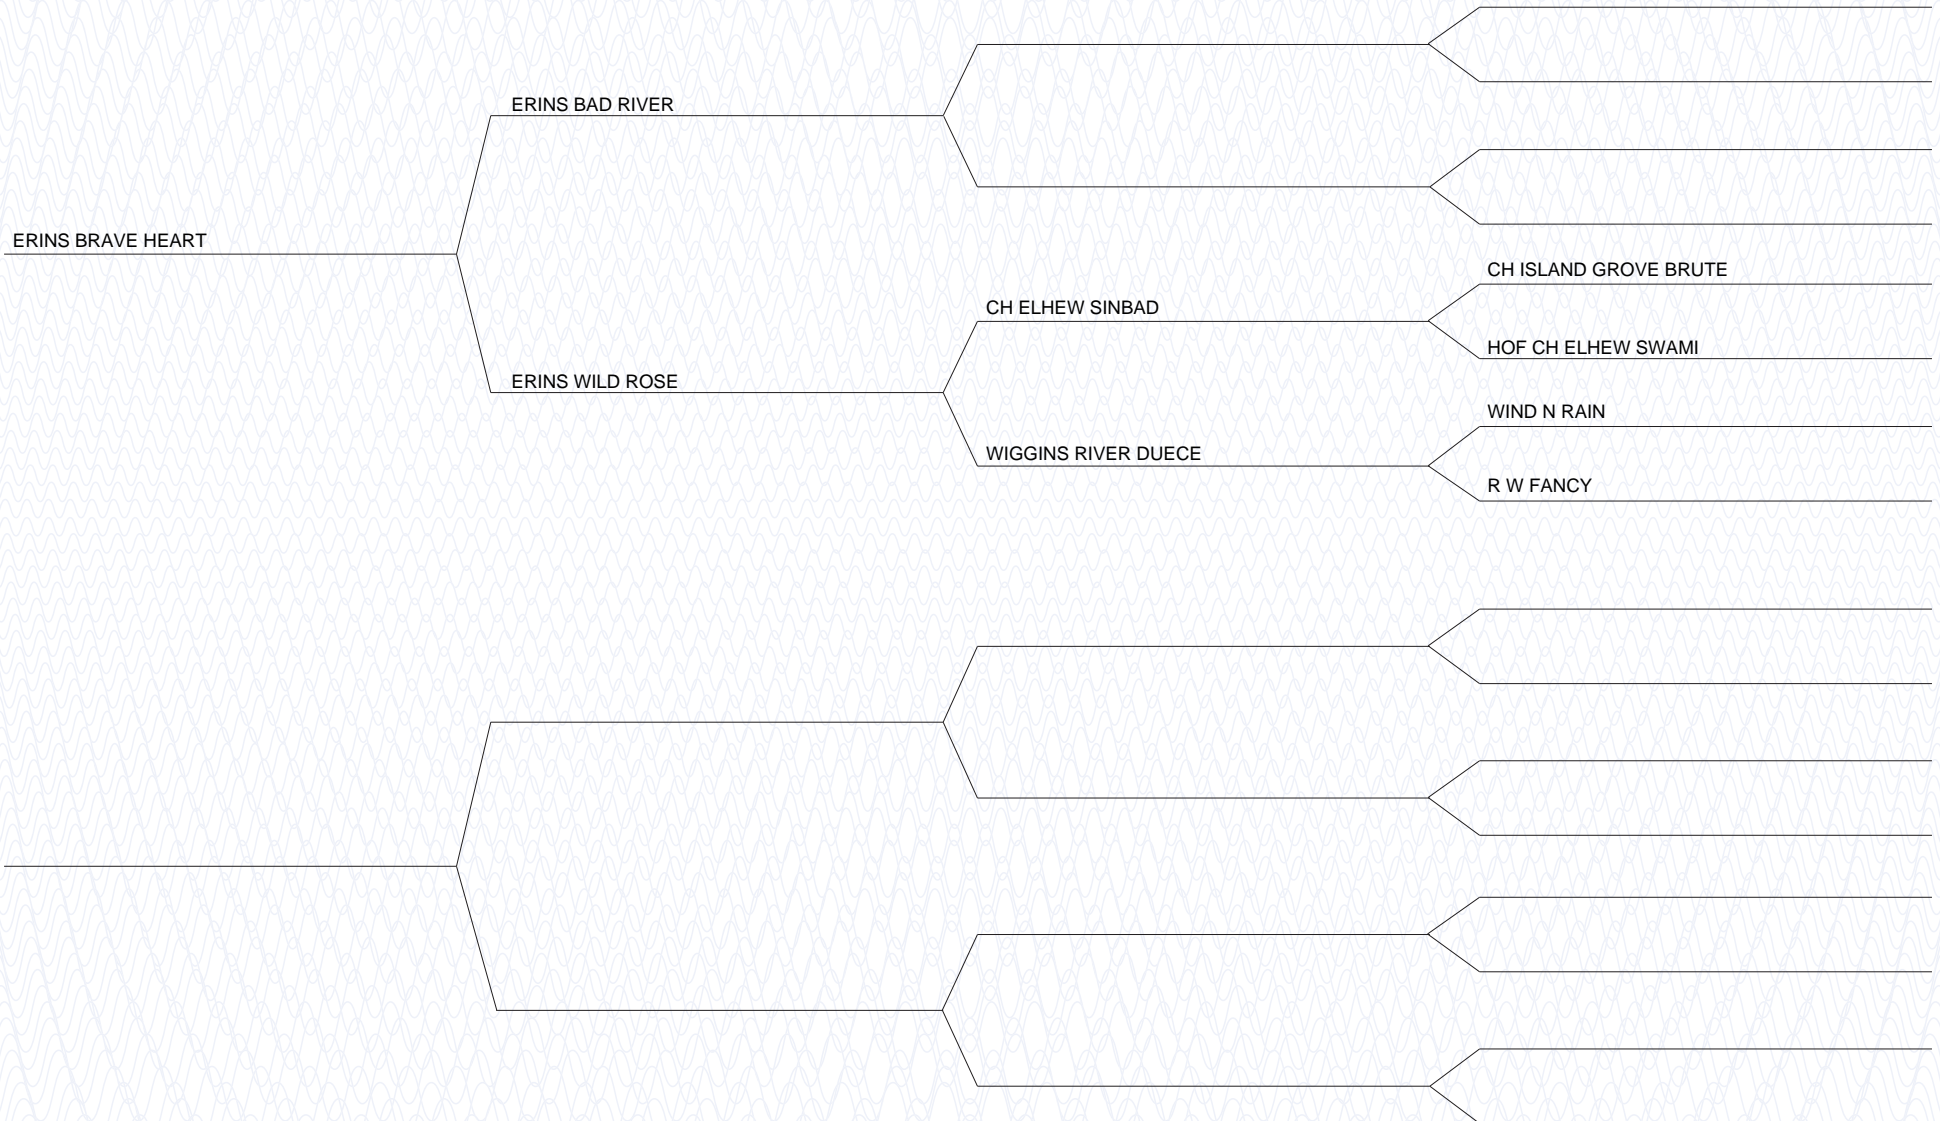 ERINS BAD RIVER
ERINS BRAVE HEART
CH ISLAND GROVE BRUTE
CH ELHEW SINBAD
HOF CH ELHEW SWAMI
ERINS WILD ROSE
WIND N RAIN
WIGGINS RIVER DUECE
R W FANCY